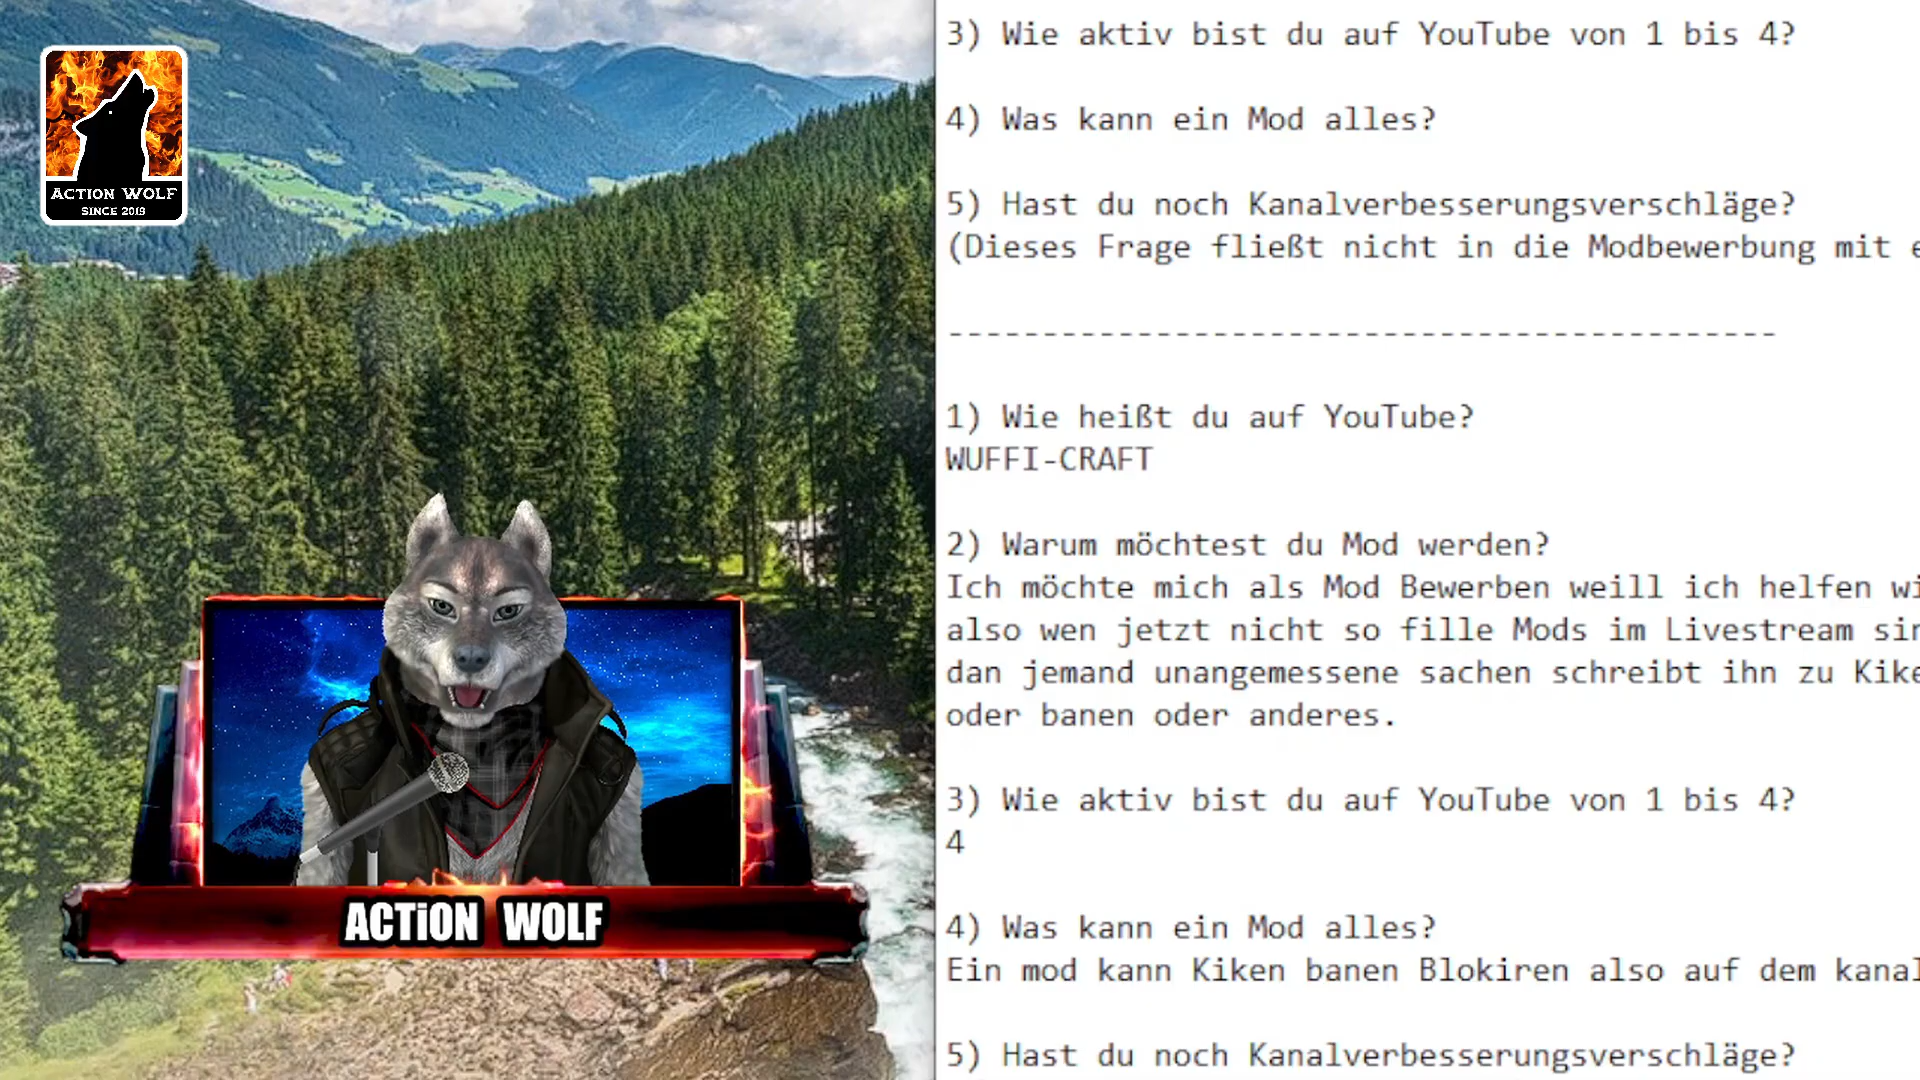 ACTION WOLF
SINCE 2019
ACTiON WOLF
3) Wie aktiv bist du auf YouTube von 1 bis 4?
4) Was kann ein Mod alles?
5) Hast du noch Kanalverbesserungsverschläge?
(Dieses Frage fließt nicht in die Modbewerbung mit e
-------------------------------------------
1) Wie heißt du auf YouTube?
WUFFI-CRAFT
2) Warum möchtest du Mod werden?
Ich möchte mich als Mod Bewerben weill ich helfen wi
also wen jetzt nicht so fille Mods im Livestream sin
dan jemand unangemessene sachen schreibt ihn zu Kike
oder banen oder anderes.
3) Wie aktiv bist du auf YouTube von 1 bis 4?
4
4) Was kann ein Mod alles?
Ein mod kann Kiken banen Blokiren also auf dem kanal
5) Hast du noch Kanalverbesserungsverschläge?